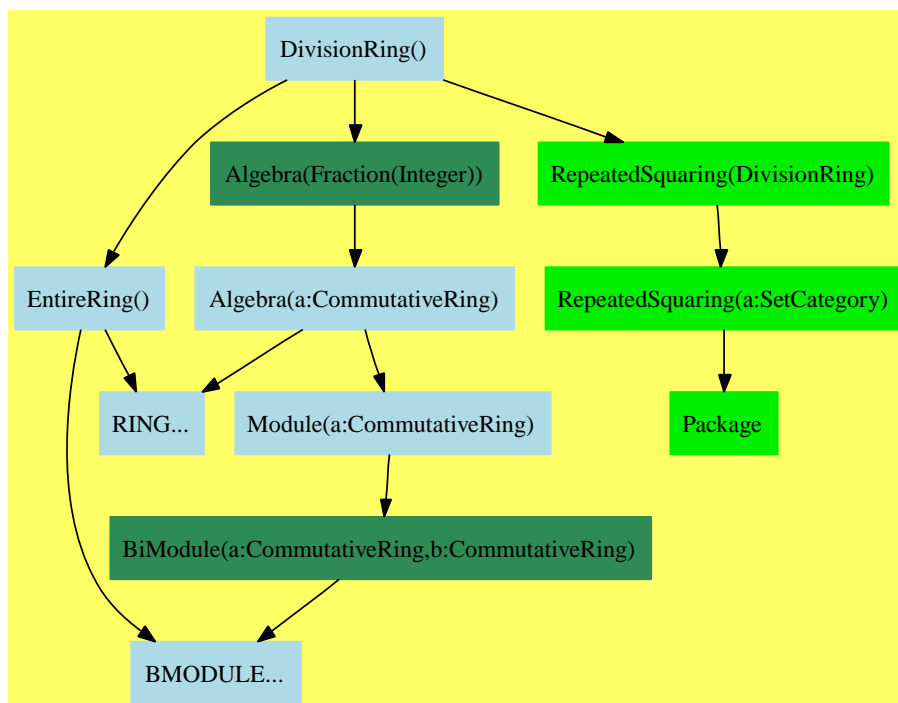 DivisionRing()
Algebra(Fraction(Integer))
RepeatedSquaring(DivisionRing)
EntireRing()
Algebra(a:CommutativeRing)
RepeatedSquaring(a:SetCategory)
RING...
Module(a:CommutativeRing)
Package
BiModule(a:CommutativeRing,b:CommutativeRing)
BMODULE...